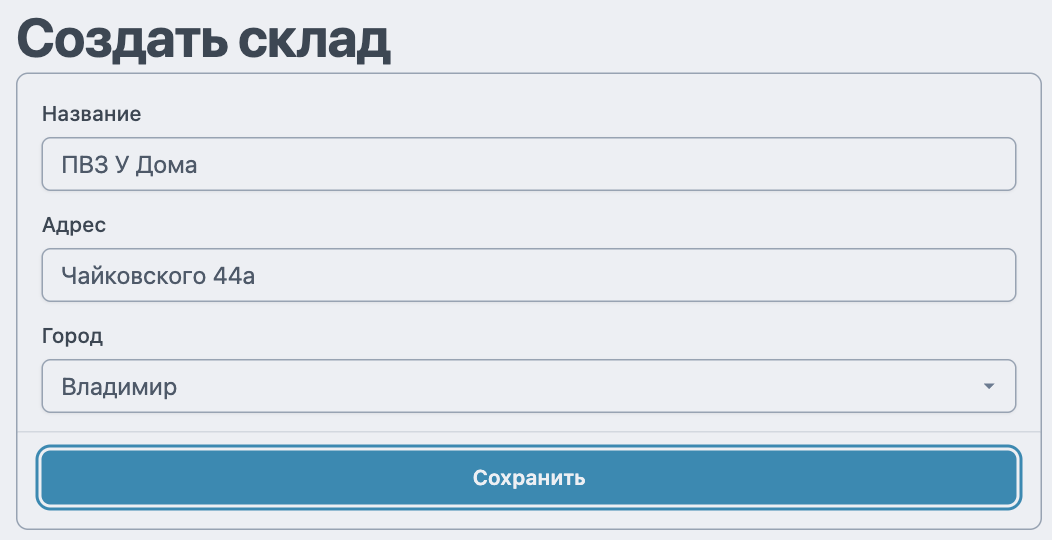 Создать склад
Название
ПВЗ У Дома
Адрес
Чайковского 44а
Город
Владимир
Сохранить